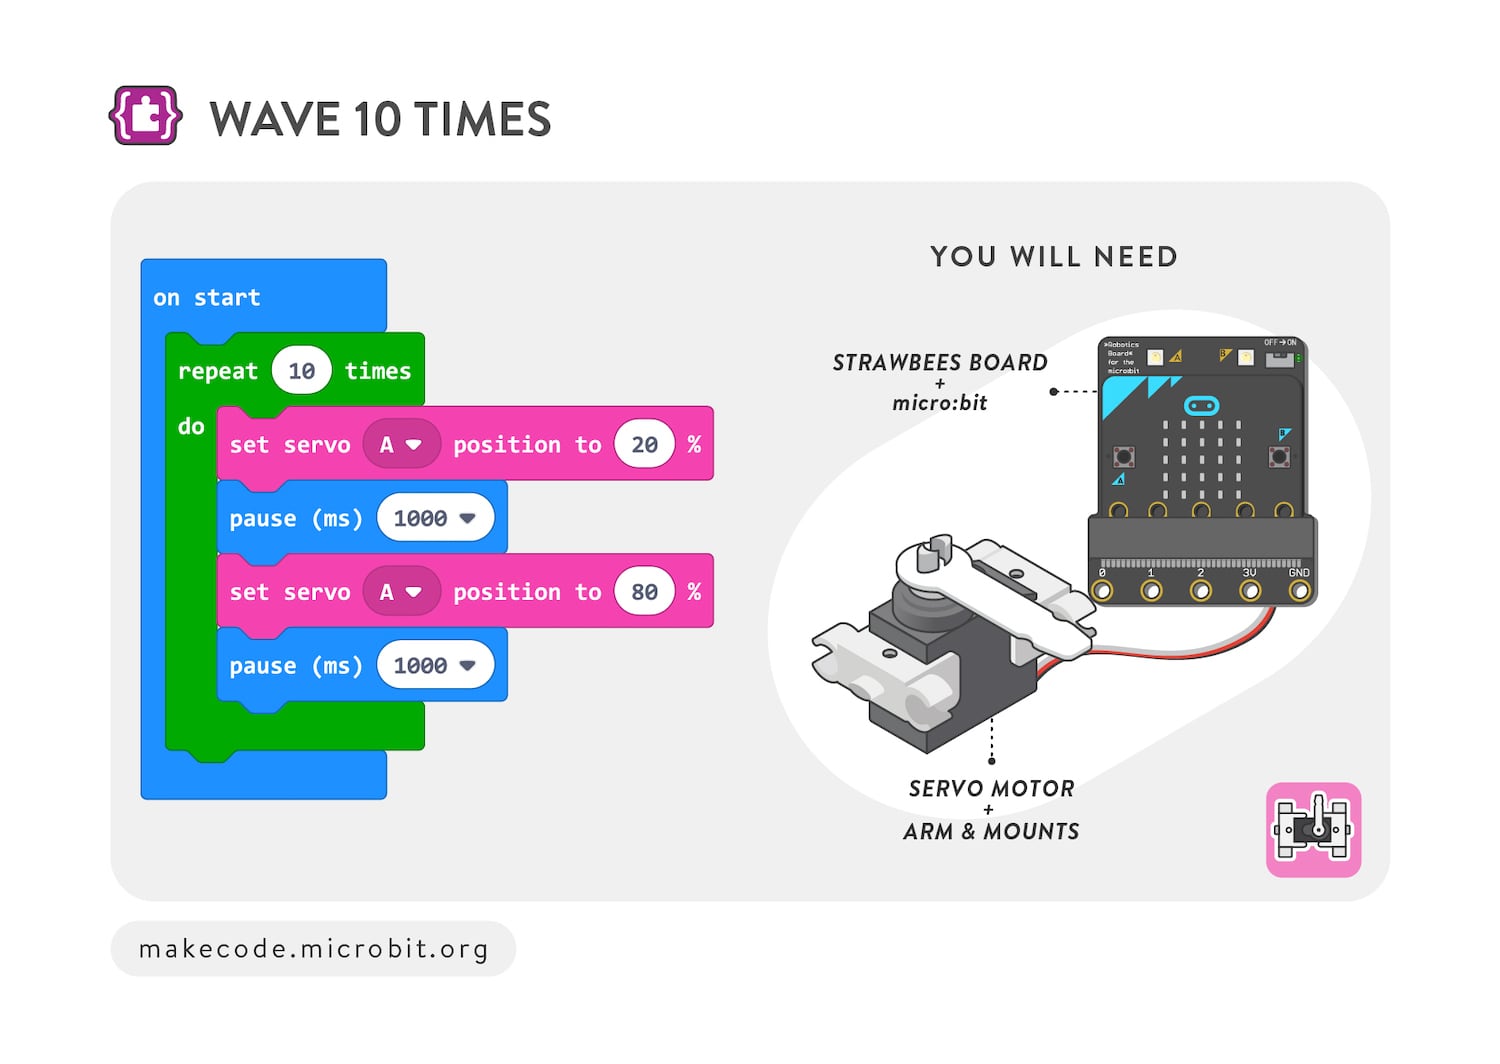 WAVE 10 TIMES
on start
repeat 10 times
do
set servo A position to 20 %
pause (ms) 1000
set servo A position to 80 %
pause (ms) 1000
YOU WILL NEED
STRAWBEES BOARD
+
micro:bit
>Robotics
Board<
for the
micro:bit
A
B
OFF→ON
B
A
0 1 2 3V GND
SERVO MOTOR
+
ARM & MOUNTS
makecode.microbit.org